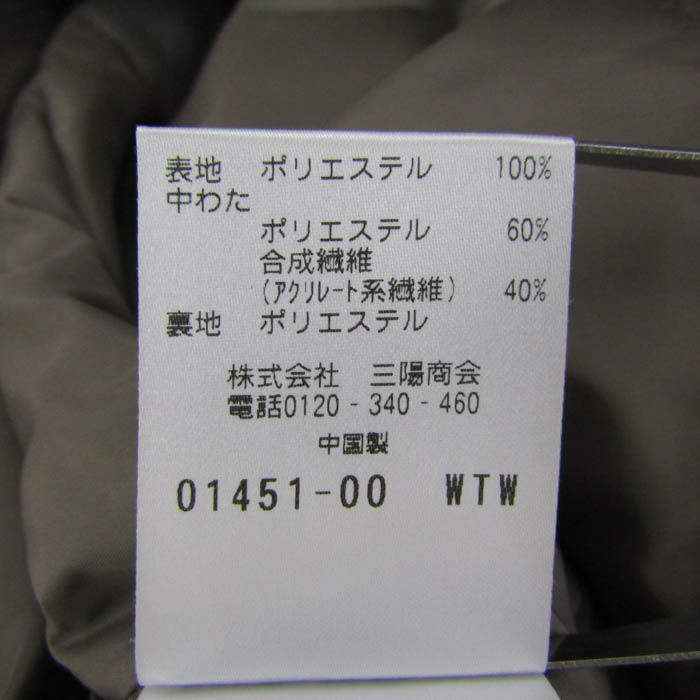 表地 ポリエステル 100%
中わた
ポリエステル 60%
合成繊維
(アクリレート系繊維) 40%
裏地 ポリエステル
株式会社 三陽商会
電話0120-340-460
中国製
01451-00 WTW